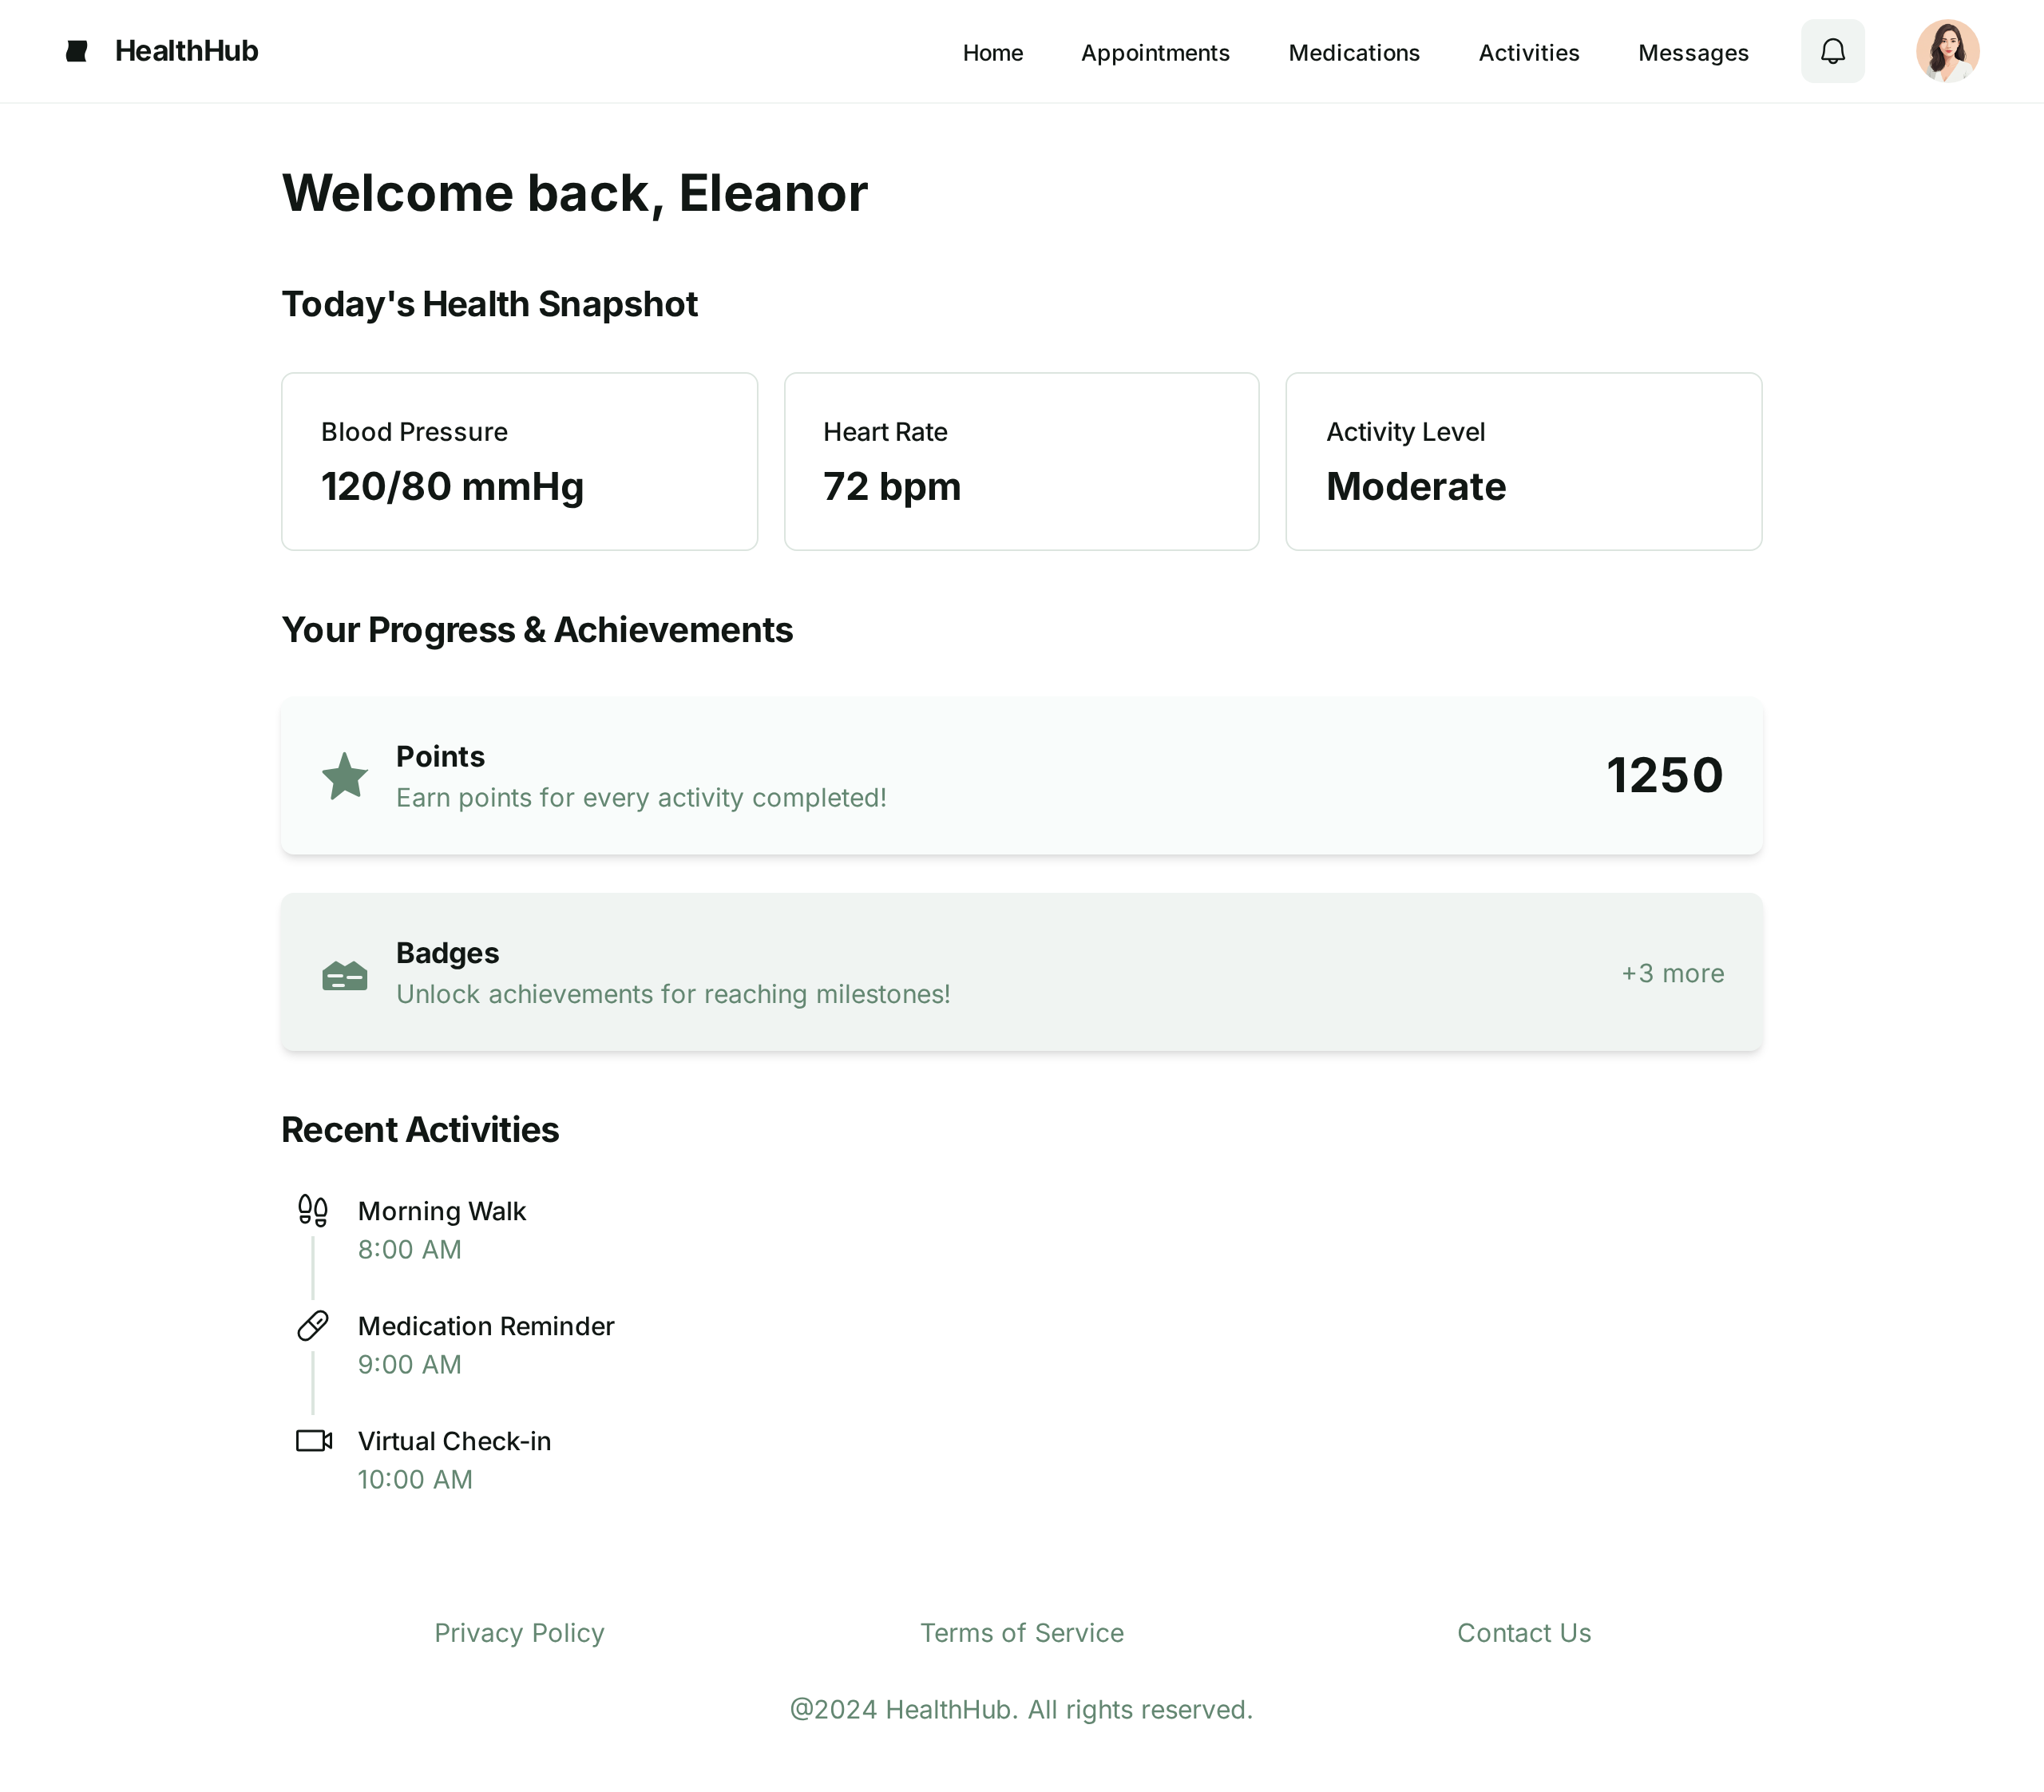 HealthHub
Home
Appointments
Medications
Activities
Messages
Welcome back, Eleanor
Today's Health Snapshot
Blood Pressure
120/80 mmHg
Heart Rate
72 bpm
Activity Level
Moderate
Your Progress & Achievements
Points
Earn points for every activity completed!
1250
Badges
Unlock achievements for reaching milestones!
+3 more
Recent Activities
Morning Walk
8:00 AM
Medication Reminder
9:00 AM
Virtual Check-in
10:00 AM
Privacy Policy
Terms of Service
Contact Us
@2024 HealthHub. All rights reserved.